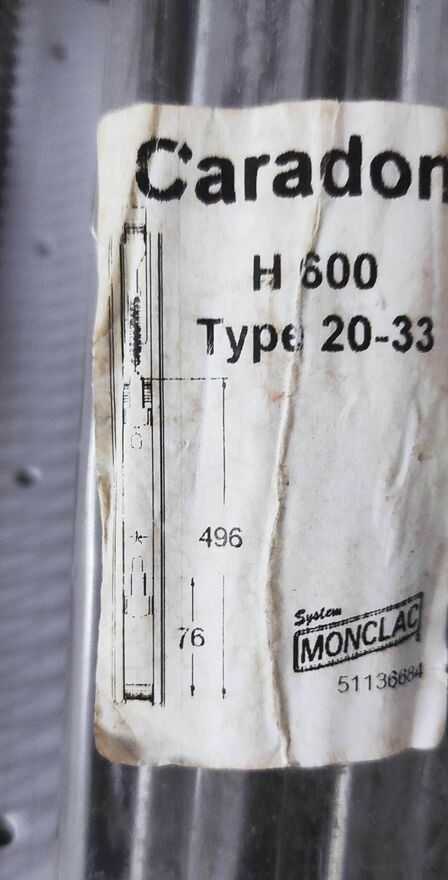 Caradon
H 600
Type 20-33
496
76
System
MONCLAC
51136684